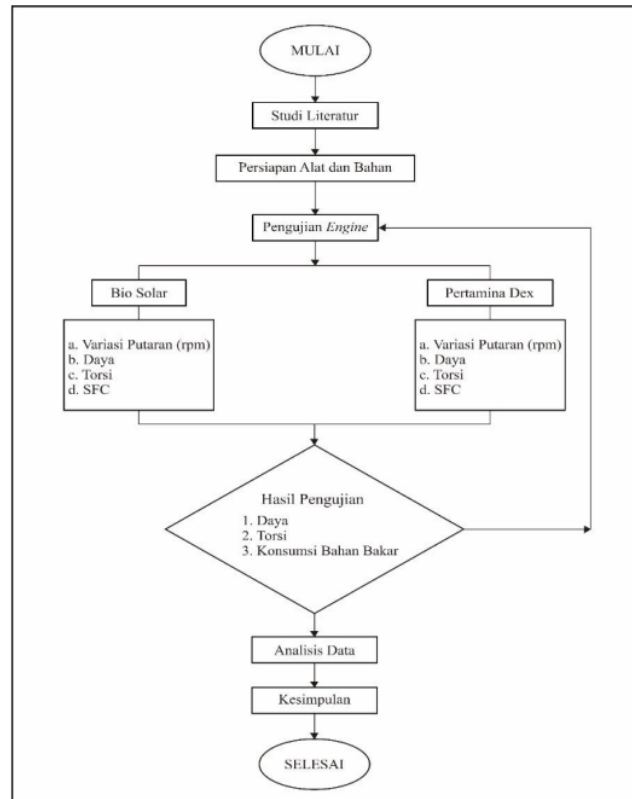 MULAI
Studi Literatur
Persiapan Alat dan Bahan
Pengujian Engine
Bio Solar
a. Variasi Putaran (rpm)
b. Daya
c. Torsi
d. SFC
Pertamina Dex
a. Variasi Putaran (rpm)
b. Daya
c. Torsi
d. SFC
Hasil Pengujian
1. Daya
2. Torsi
3. Konsumsi Bahan Bakar
Analisis Data
Kesimpulan
SELESAI